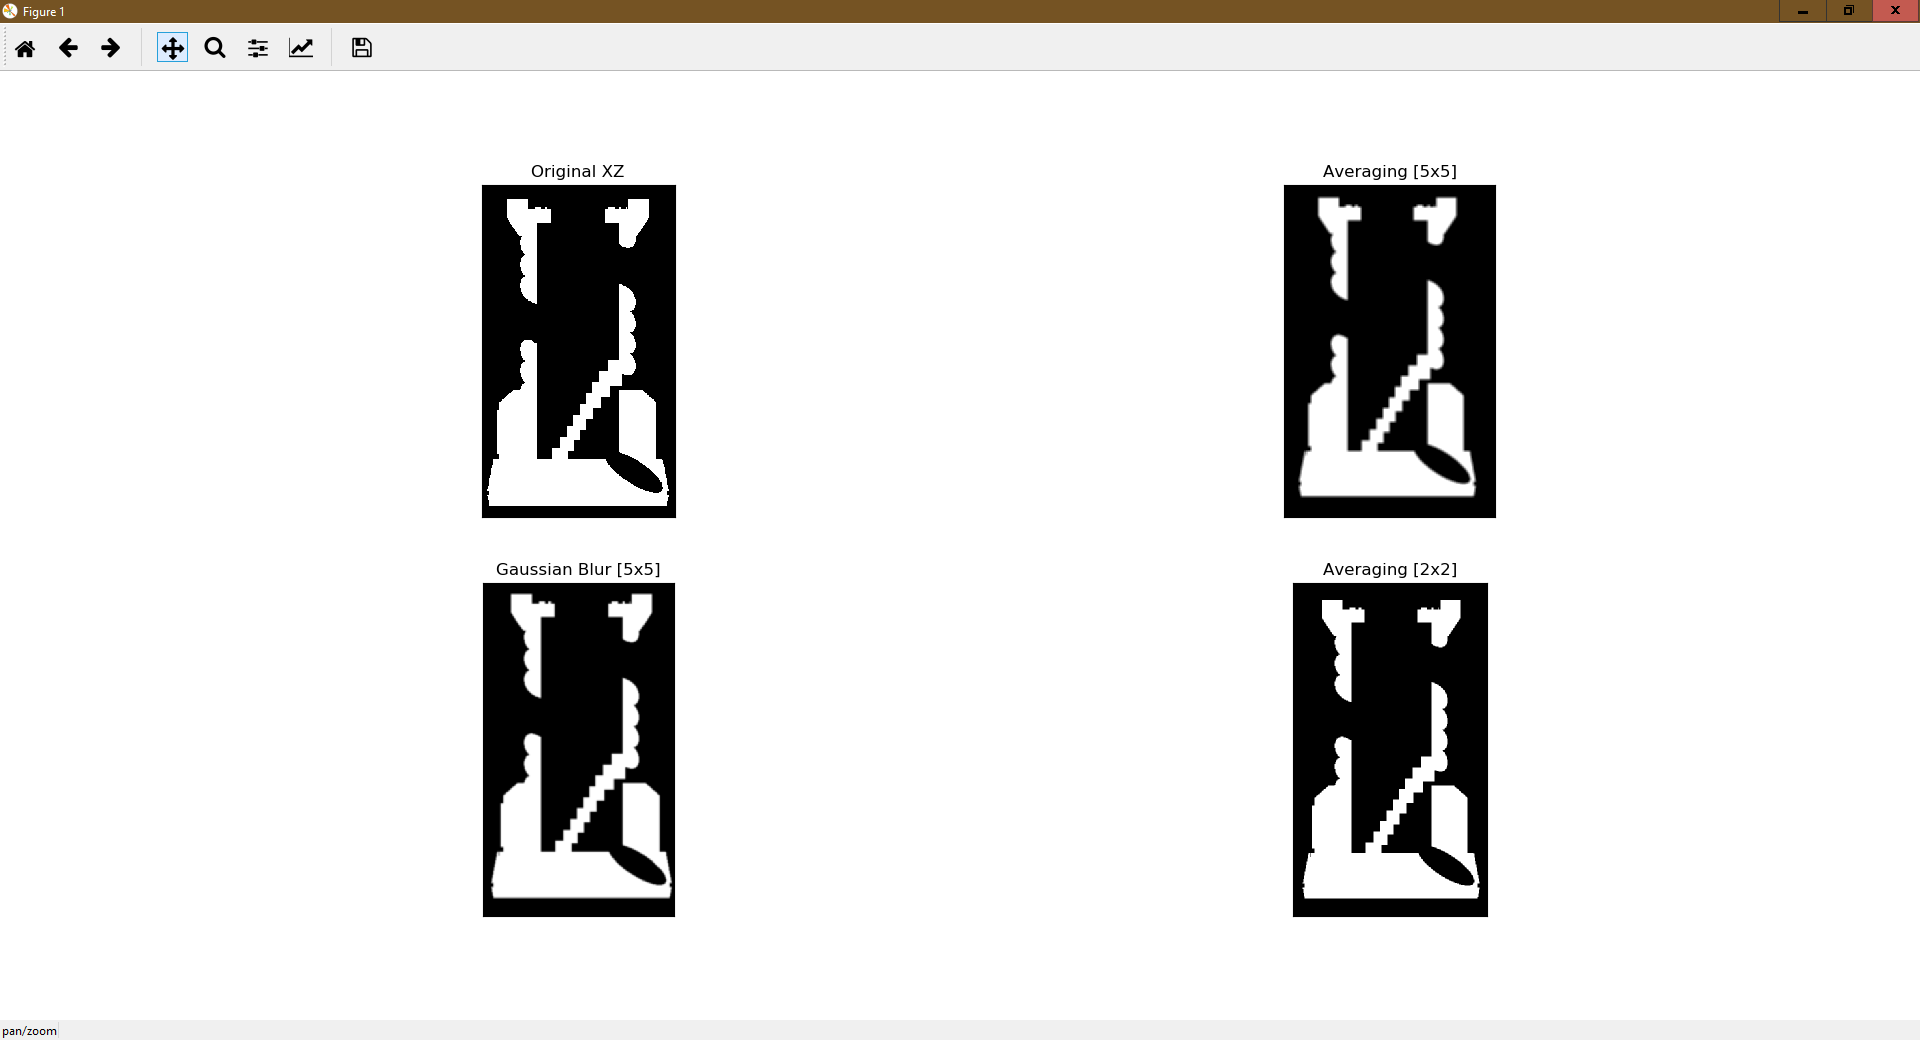 Figure 1
Original XZ
Averaging [5x5]
Gaussian Blur [5x5]
Averaging [2x2]
pan/zoom